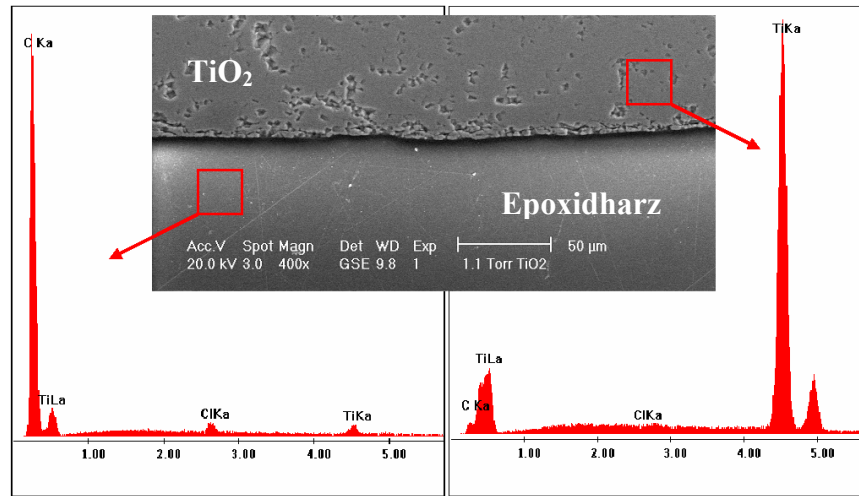 C Ka
TiLa
ClKa
TiKa
1.00 2.00 3.00 4.00 5.00
TiO2
Epoxidharz
Acc.V Spot Magn Det WD Exp
20.0 kV 3.0 400x GSE 9.8 1
50 µm
1.1 Torr TiO2
TiKa
TiLa
C Ka
ClKa
1.00 2.00 3.00 4.00 5.00